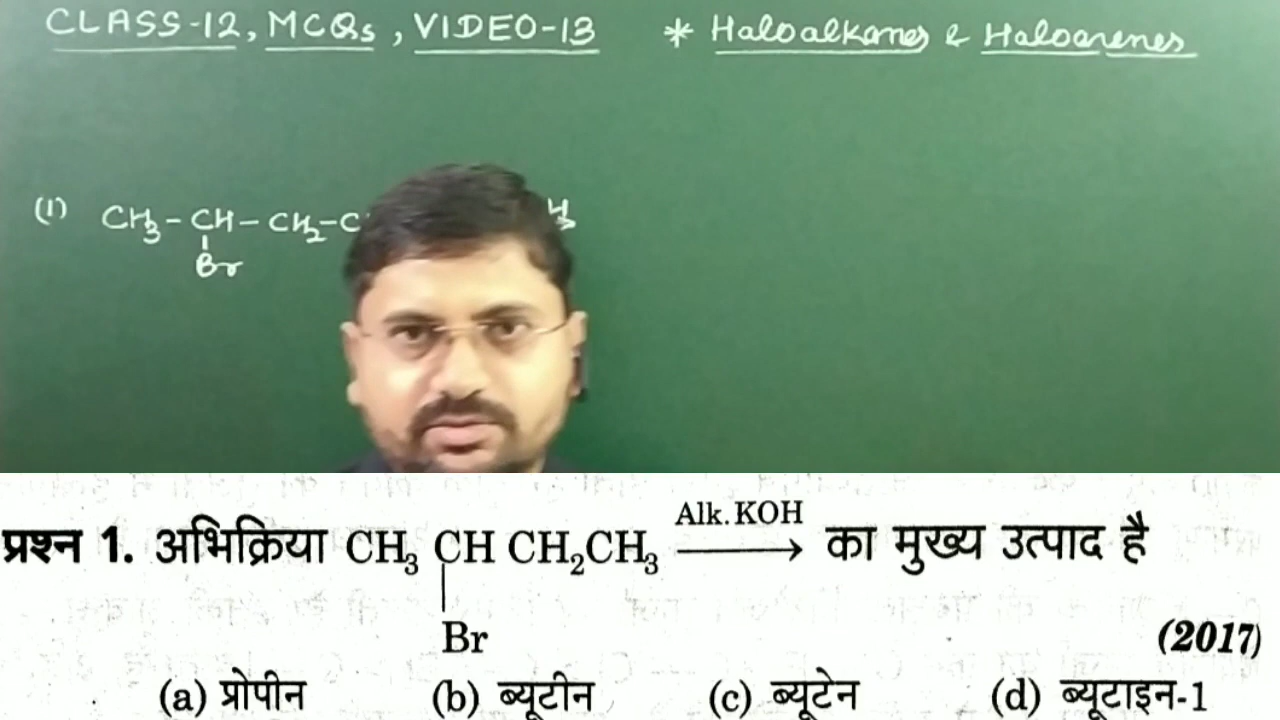 CLASS-12, MCQs, VIDEO-13 * Haloalkanes & Haloarenes
(1) CH₃-CH-CH₂-C
Br
प्रश्न 1. अभिक्रिया CH₃ CH CH₂CH₃ Alk. KOH ⟶ का मुख्य उत्पाद है
Br
(2017)
(a) प्रोपीन (b) ब्यूटीन (c) ब्यूटेन (d) ब्यूटाइन-1